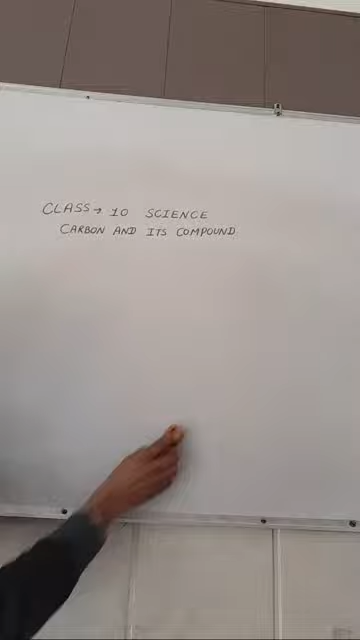 CLASS → 10 SCIENCE
CARBON AND ITS COMPOUND